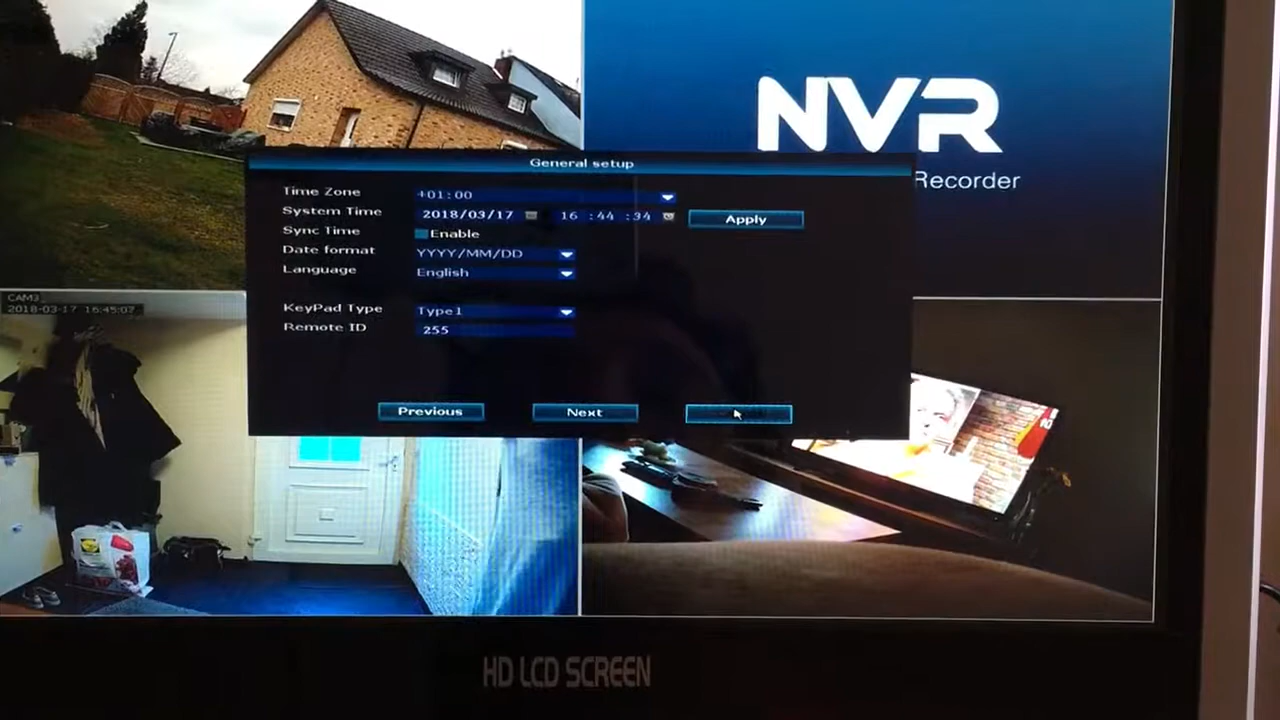 NVR
Recorder
General setup
Time Zone +01:00
System Time 2018/03/17 16 :44 :34 Apply
Sync Time Enable
Date format YYYY/MM/DD
Language English
CAM3
2018-03-17 16:45:07
KeyPad Type Type1
Remote ID 255
Previous Next
HD LCD SCREEN